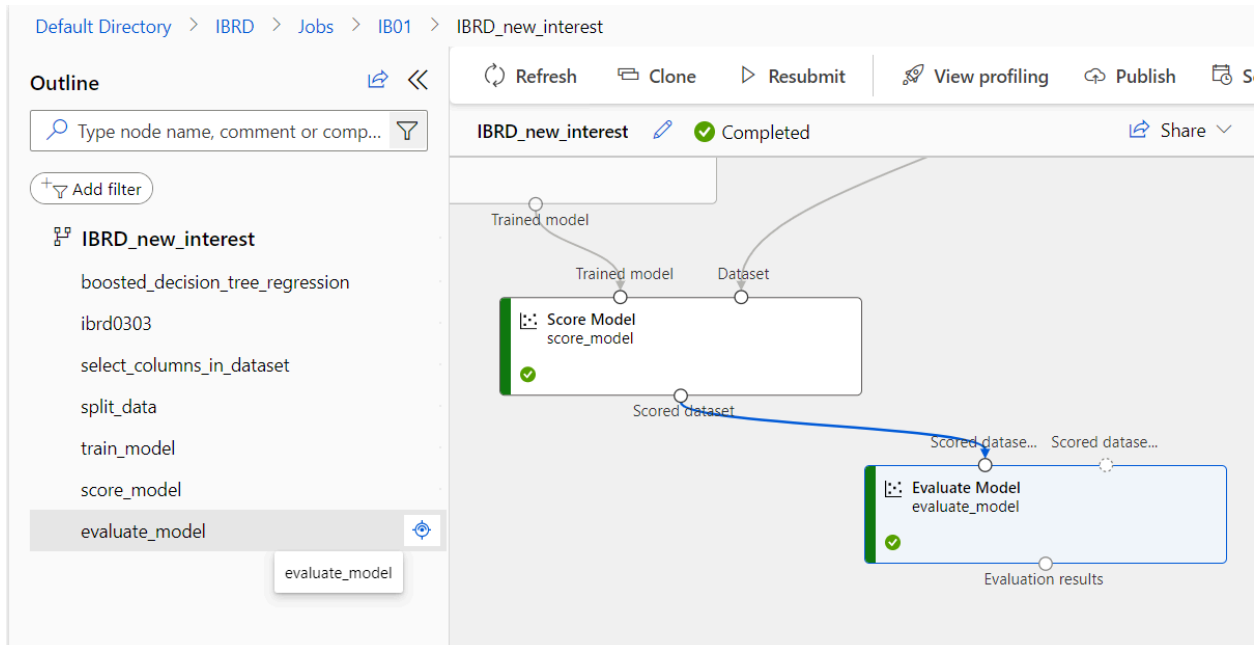 Default Directory > IBRD > Jobs > IB01 > IBRD_new_interest
Outline
Type node name, comment or comp...
Add filter
IBRD_new_interest
boosted_decision_tree_regression
ibrd0303
select_columns_in_dataset
split_data
train_model
score_model
evaluate_model
evaluate_model
Refresh Clone Resubmit View profiling Publish
IBRD_new_interest Completed Share
Trained model
Trained model Dataset
Score Model
score_model
Scored dataset
Scored datase... Scored datase...
Evaluate Model
evaluate_model
Evaluation results